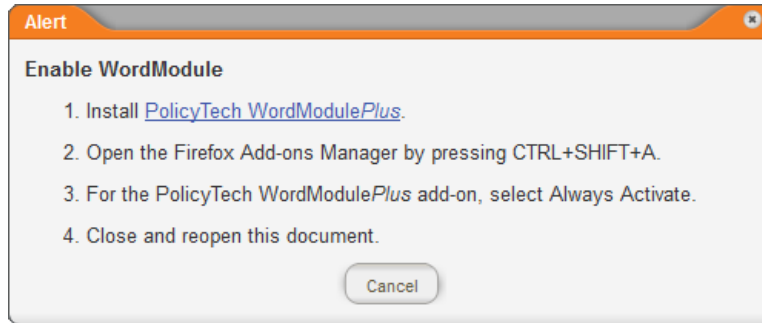 Alert
Enable WordModule
1. Install PolicyTech WordModulePlus.
2. Open the Firefox Add-ons Manager by pressing CTRL+SHIFT+A.
3. For the PolicyTech WordModulePlus add-on, select Always Activate.
4. Close and reopen this document.
Cancel